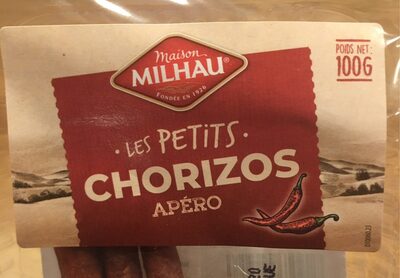 Maison
MILHAU®
FONDÉE EN 1926
POIDS NET:
100G
· LES PETITS ·
CHORIZOS
APÉRO